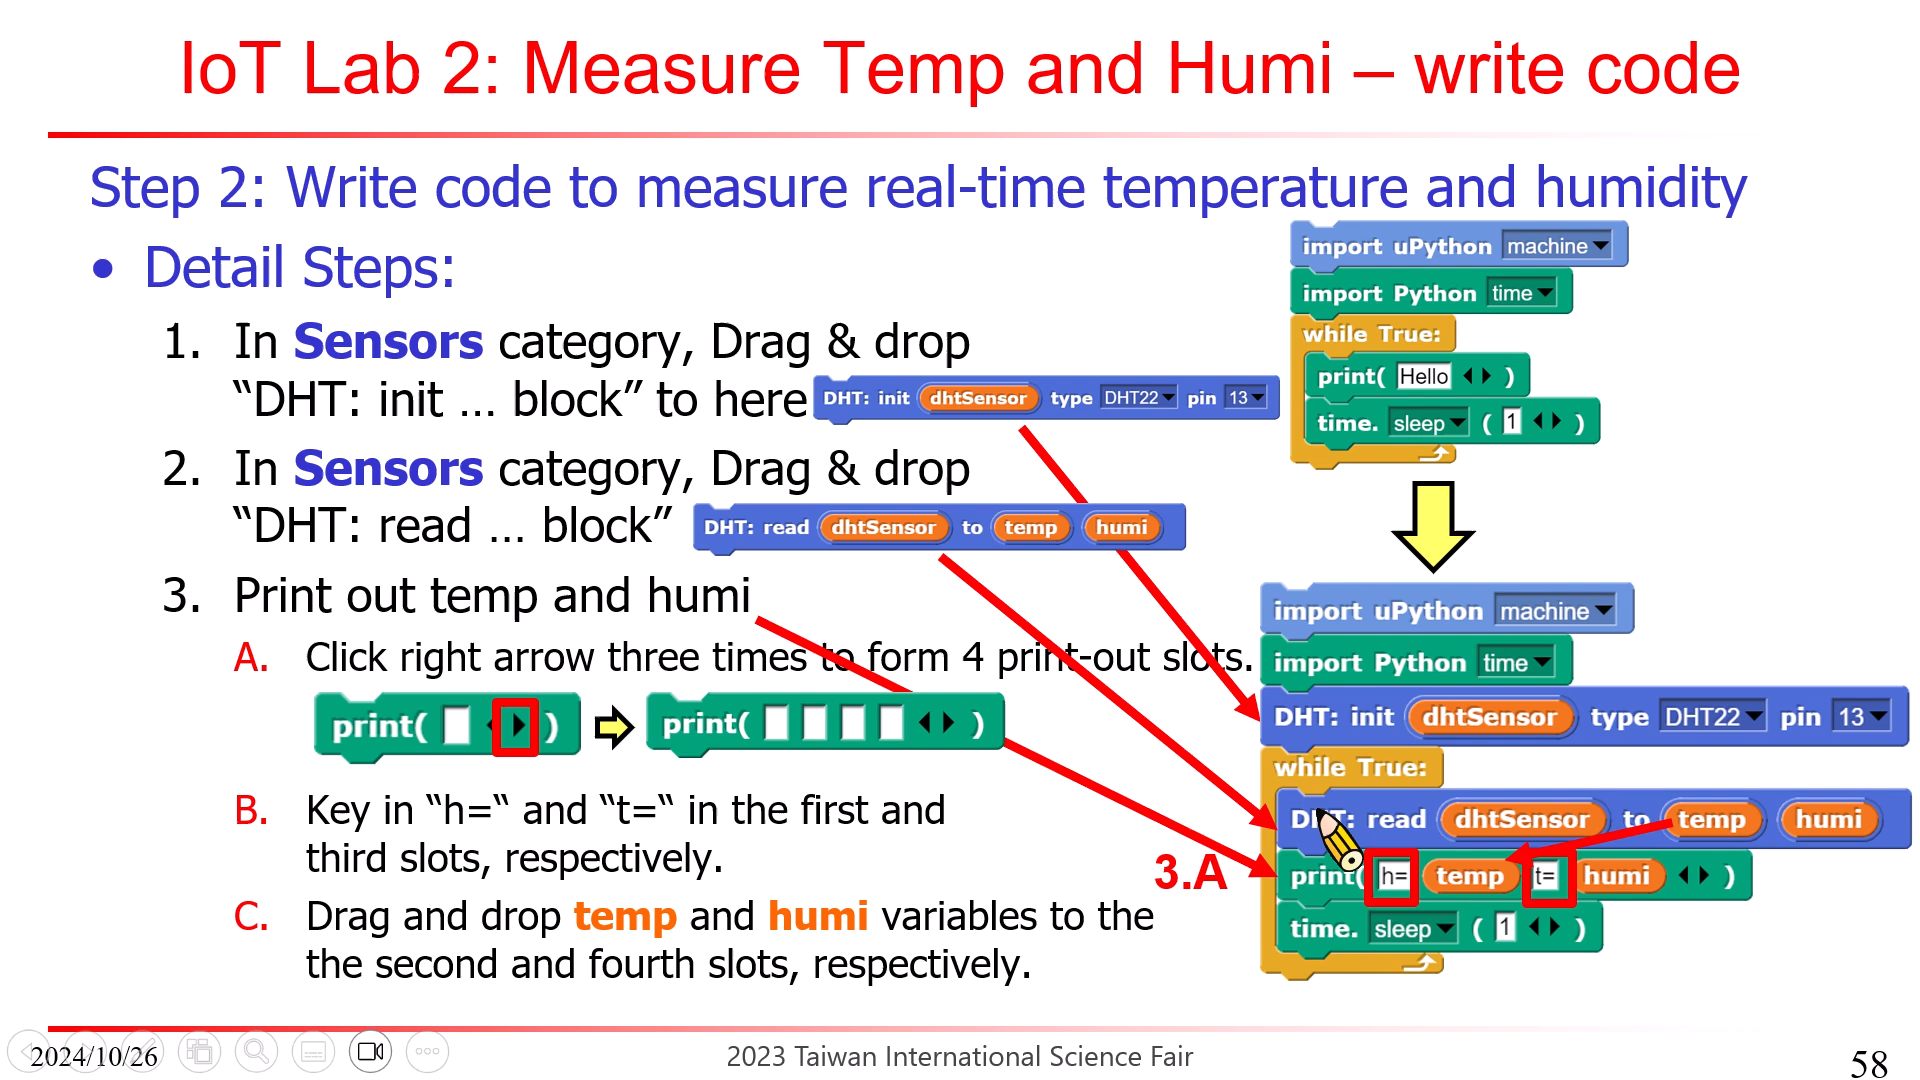 IoT Lab 2: Measure Temp and Humi – write code
Step 2: Write code to measure real-time temperature and humidity
• Detail Steps:
1. In Sensors category, Drag & drop
“DHT: init … block” to here
DHT: init dhtSensor type DHT22 pin 13
2. In Sensors category, Drag & drop
“DHT: read … block”
DHT: read dhtSensor to temp humi
3. Print out temp and humi
A. Click right arrow three times to form 4 print-out slots.
print( )
print( )
B. Key in “h=“ and “t=“ in the first and
third slots, respectively.
C. Drag and drop temp and humi variables to the
the second and fourth slots, respectively.
import uPython machine
import Python time
while True:
print( Hello )
time. sleep ( 1 )
import uPython machine
import Python time
DHT: init dhtSensor type DHT22 pin 13
while True:
DHT: read dhtSensor to temp humi
3.A
print( h= temp t= humi )
time. sleep ( 1 )
2024/10/26
2023 Taiwan International Science Fair
58